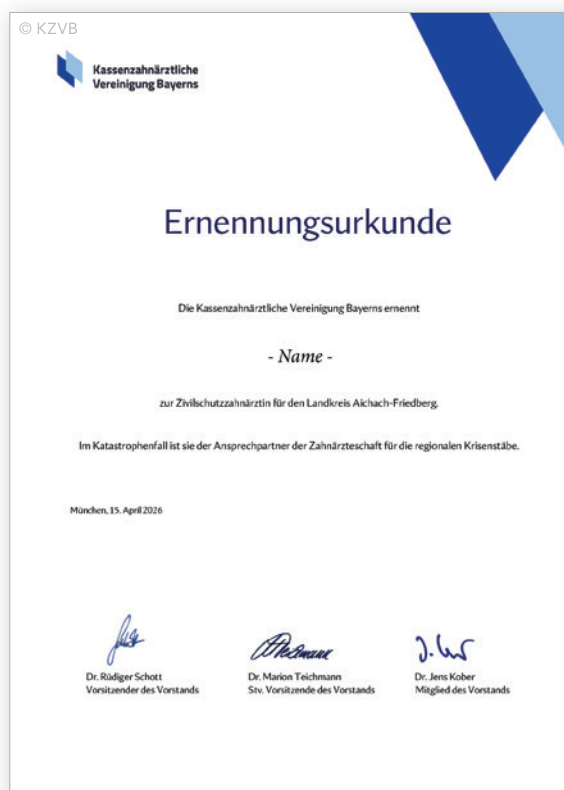 © KZVB
Kassenzahnärztliche
Vereinigung Bayerns
Ernennungsurkunde
Die Kassenzahnärztliche Vereinigung Bayerns ernennt
- Name -
zur Zivilschutzzahnärztin für den Landkreis Aichach-Friedberg.
Im Katastrophenfall ist sie der Ansprechpartner der Zahnärzteschaft für die regionalen Krisenstäbe.
München, 15. April 2026
Dr. Rüdiger Schott
Vorsitzender des Vorstands
Dr. Marion Teichmann
Stv. Vorsitzende des Vorstands
Dr. Jens Kober
Mitglied des Vorstands